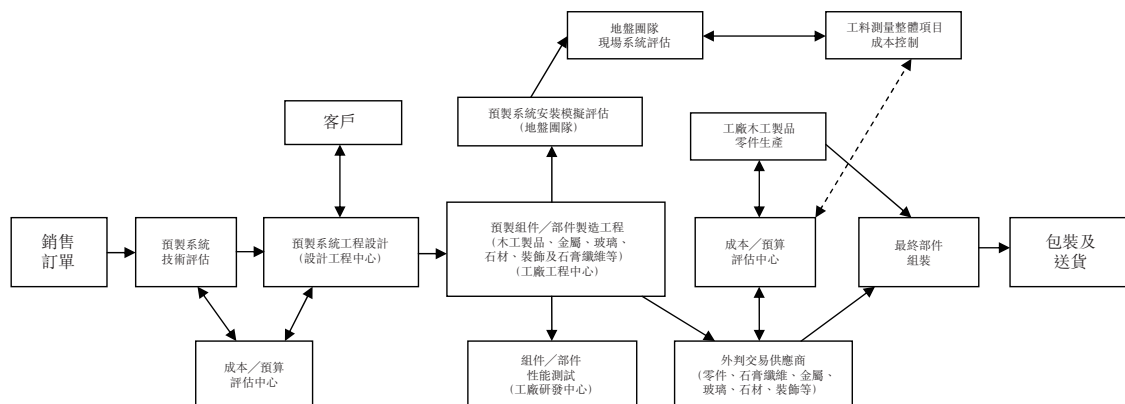 地盤團隊
現場系統評估
工料測量整體項目
成本控制
客戶
預製系統安裝模擬評估
(地盤團隊)
工廠木工製品
零件生產
銷售
訂單
預製系統
技術評估
預製系統工程設計
(設計工程中心)
預製組件／部件製造工程
(木工製品、金屬、玻璃、
石材、裝飾及石膏纖維等)
(工廠工程中心)
成本／預算
評估中心
最終部件
組裝
包裝及
送貨
成本／預算
評估中心
組件／部件
性能測試
(工廠研發中心)
外判交易供應商
(零件、石膏纖維、金屬、
玻璃、石材、裝飾等)